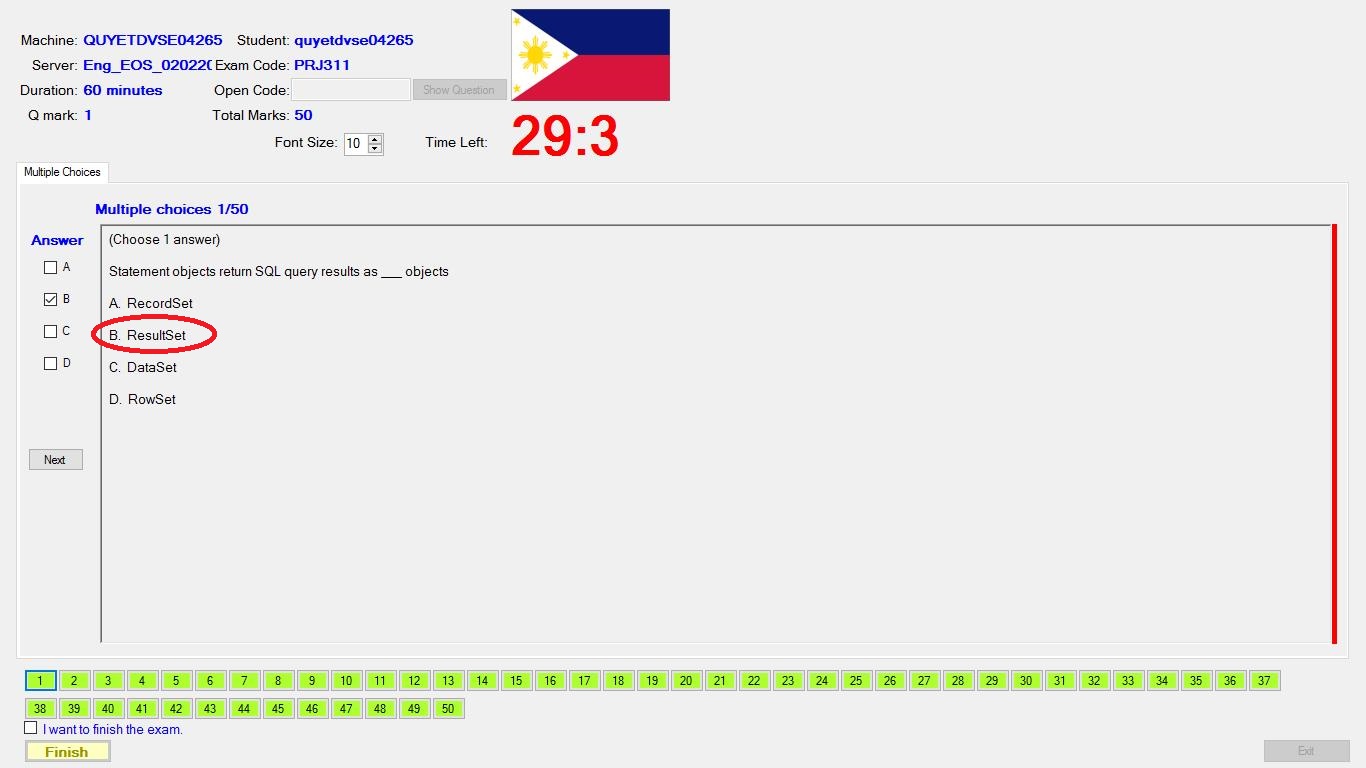 Machine: QUYETDVSE04265 Student: quyetdvse04265
Server: Eng_EOS_020220 Exam Code: PRJ311
Duration: 60 minutes Open Code: Show Question
Q mark: 1 Total Marks: 50
Font Size: 10 Time Left: 29:3
Multiple Choices
Multiple choices 1/50
Answer
(Choose 1 answer)
A
Statement objects return SQL query results as ___ objects
B
A. RecordSet
C
B. ResultSet
D
C. DataSet
D. RowSet
Next
1 2 3 4 5 6 7 8 9 10 11 12 13 14 15 16 17 18 19 20 21 22 23 24 25 26 27 28 29 30 31 32 33 34 35 36 37
38 39 40 41 42 43 44 45 46 47 48 49 50
I want to finish the exam.
Finish Exit